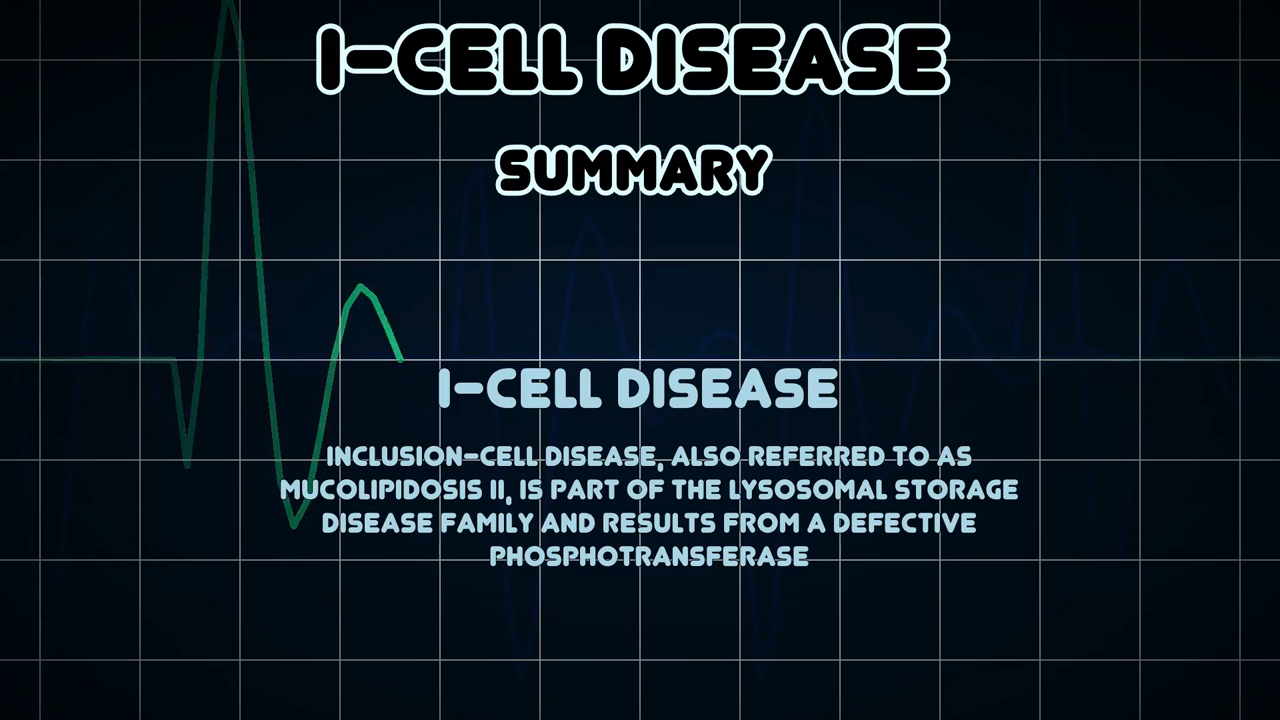 I-CELL DISEASE
SUMMARY
I-CELL DISEASE
INCLUSION-CELL DISEASE, ALSO REFERRED TO AS
MUCOLIPIDOSIS II, IS PART OF THE LYSOSOMAL STORAGE
DISEASE FAMILY AND RESULTS FROM A DEFECTIVE
PHOSPHOTRANSFERASE